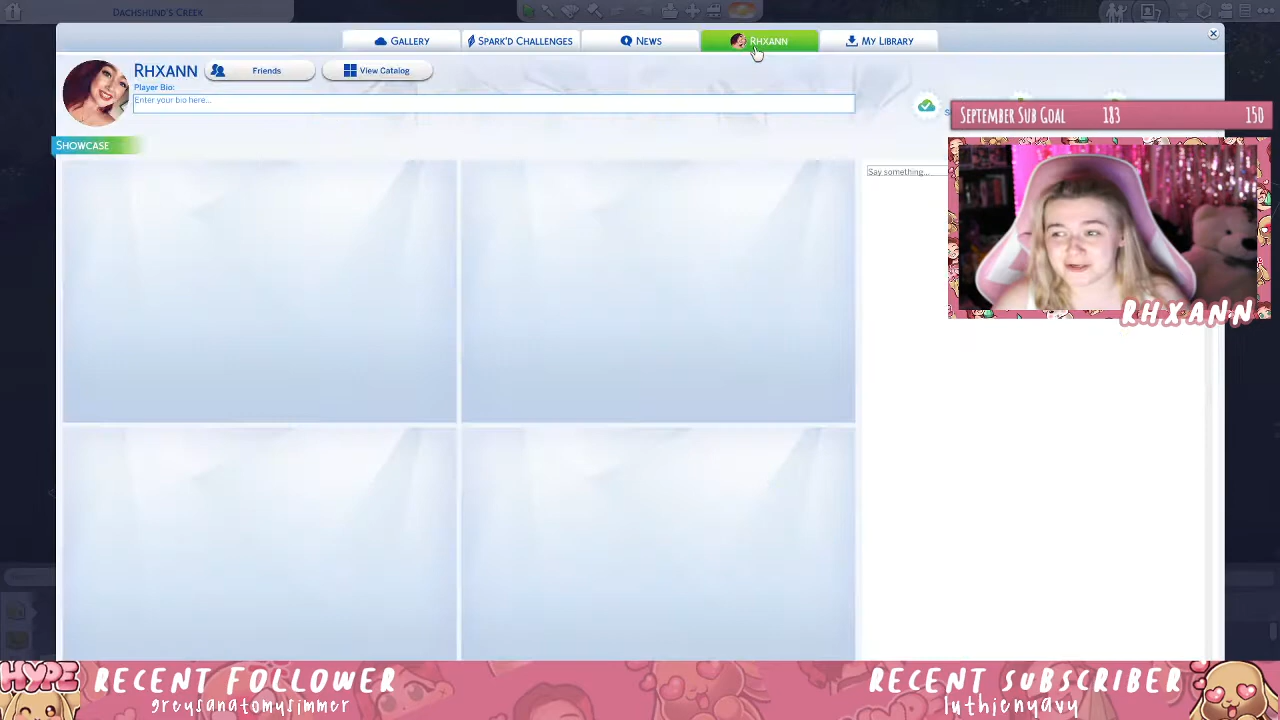 DACHSHUND'S CREEK
GALLERY
SPARK'D CHALLENGES
NEWS
RHXANN
MY LIBRARY
RHXANN
Friends
View Catalog
Player Bio:
Enter your bio here...
SEPTEMBER SUB GOAL 183 150
SHOWCASE
Say something...
RHXANN
HYPE
RECENT FOLLOWER
greysanatomysimmer
RECENT SUBSCRIBER
luthienyavy